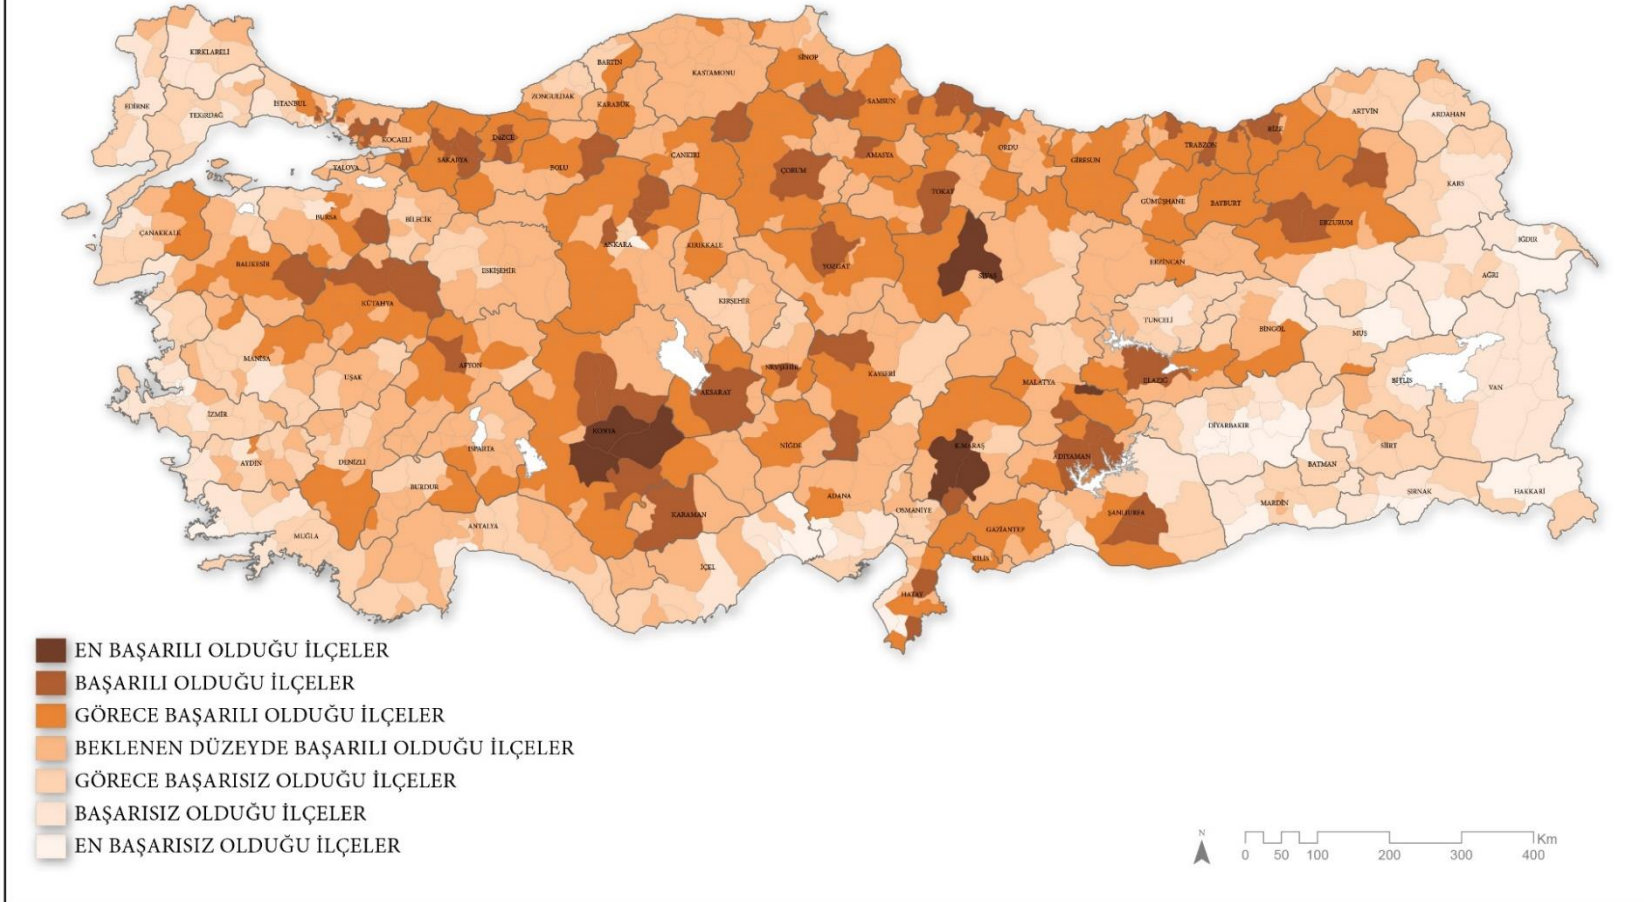 KIRKLARELİ
EDİRNE
TEKİRDAĞ
İSTANBUL
KOCAELİ
YALOVA
SAKARYA
DÜZCE
BOLU
ZONGULDAK
BARTIN
KARABÜK
KASTAMONU
SİNOP
SAMSUN
ÇANKIRI
ÇORUM
AMASYA
ORDU
TOKAT
GİRESUN
TRABZON
RİZE
ARTVİN
ARDAHAN
KARS
GÜMÜŞHANE
BAYBURT
ERZURUM
IĞDIR
AĞRI
ERZİNCAN
ÇANAKKALE
BURSA
BİLECİK
BALIKESİR
KÜTAHYA
ESKİŞEHİR
ANKARA
KIRIKKALE
YOZGAT
SİVAS
KIRŞEHİR
TUNCELİ
BİNGÖL
MUŞ
BİTLİS
VAN
MANİSA
UŞAK
AFYON
İZMİR
AYDIN
DENİZLİ
ISPARTA
BURDUR
MUĞLA
ANTALYA
KONYA
AKSARAY
NEVŞEHİR
KAYSERİ
NİĞDE
KARAMAN
İÇEL
ADANA
OSMANİYE
K.MARAŞ
MALATYA
ELAZIĞ
ADIYAMAN
GAZİANTEP
KİLİS
HATAY
ŞANLIURFA
DİYARBAKIR
BATMAN
SİİRT
MARDİN
ŞIRNAK
HAKKARİ
EN BAŞARILI OLDUĞU İLÇELER
BAŞARILI OLDUĞU İLÇELER
GÖRECE BAŞARILI OLDUĞU İLÇELER
BEKLENEN DÜZEYDE BAŞARILI OLDUĞU İLÇELER
GÖRECE BAŞARISIZ OLDUĞU İLÇELER
BAŞARISIZ OLDUĞU İLÇELER
EN BAŞARISIZ OLDUĞU İLÇELER
N
Km
0 50 100 200 300 400